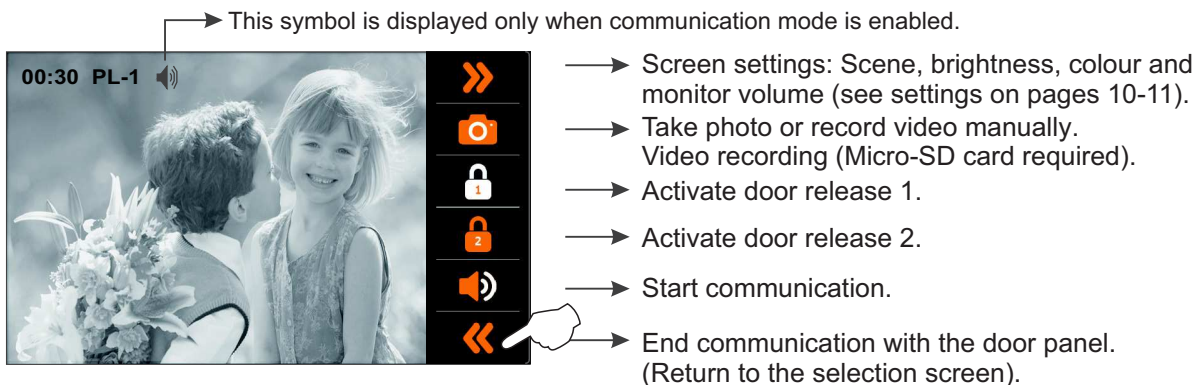 This symbol is displayed only when communication mode is enabled.
00:30 PL-1
Screen settings: Scene, brightness, colour and
monitor volume (see settings on pages 10-11).
Take photo or record video manually.
Video recording (Micro-SD card required).
1
Activate door release 1.
2
Activate door release 2.
Start communication.
End communication with the door panel.
(Return to the selection screen).